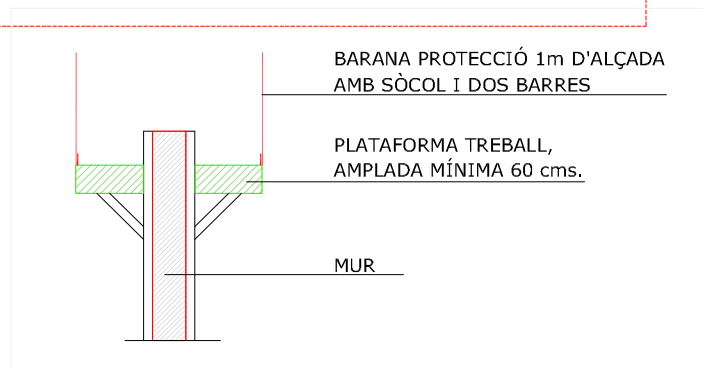 BARANA PROTECCIÓ 1m D'ALÇADA
AMB SÒCOL I DOS BARRES
PLATAFORMA TREBALL,
AMPLADA MÍNIMA 60 cms.
MUR